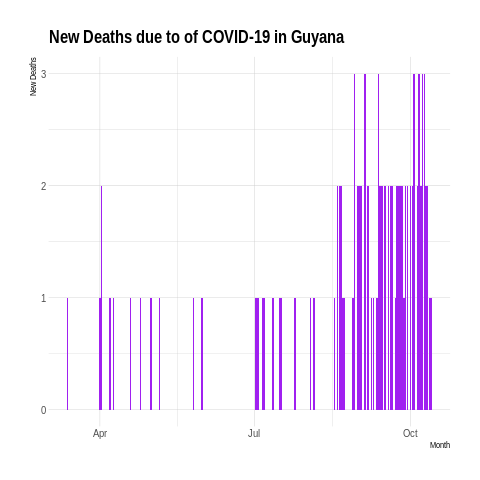 New Deaths due to of COVID-19 in Guyana
New Deaths
3
2
1
0
Apr
Jul
Oct
Month